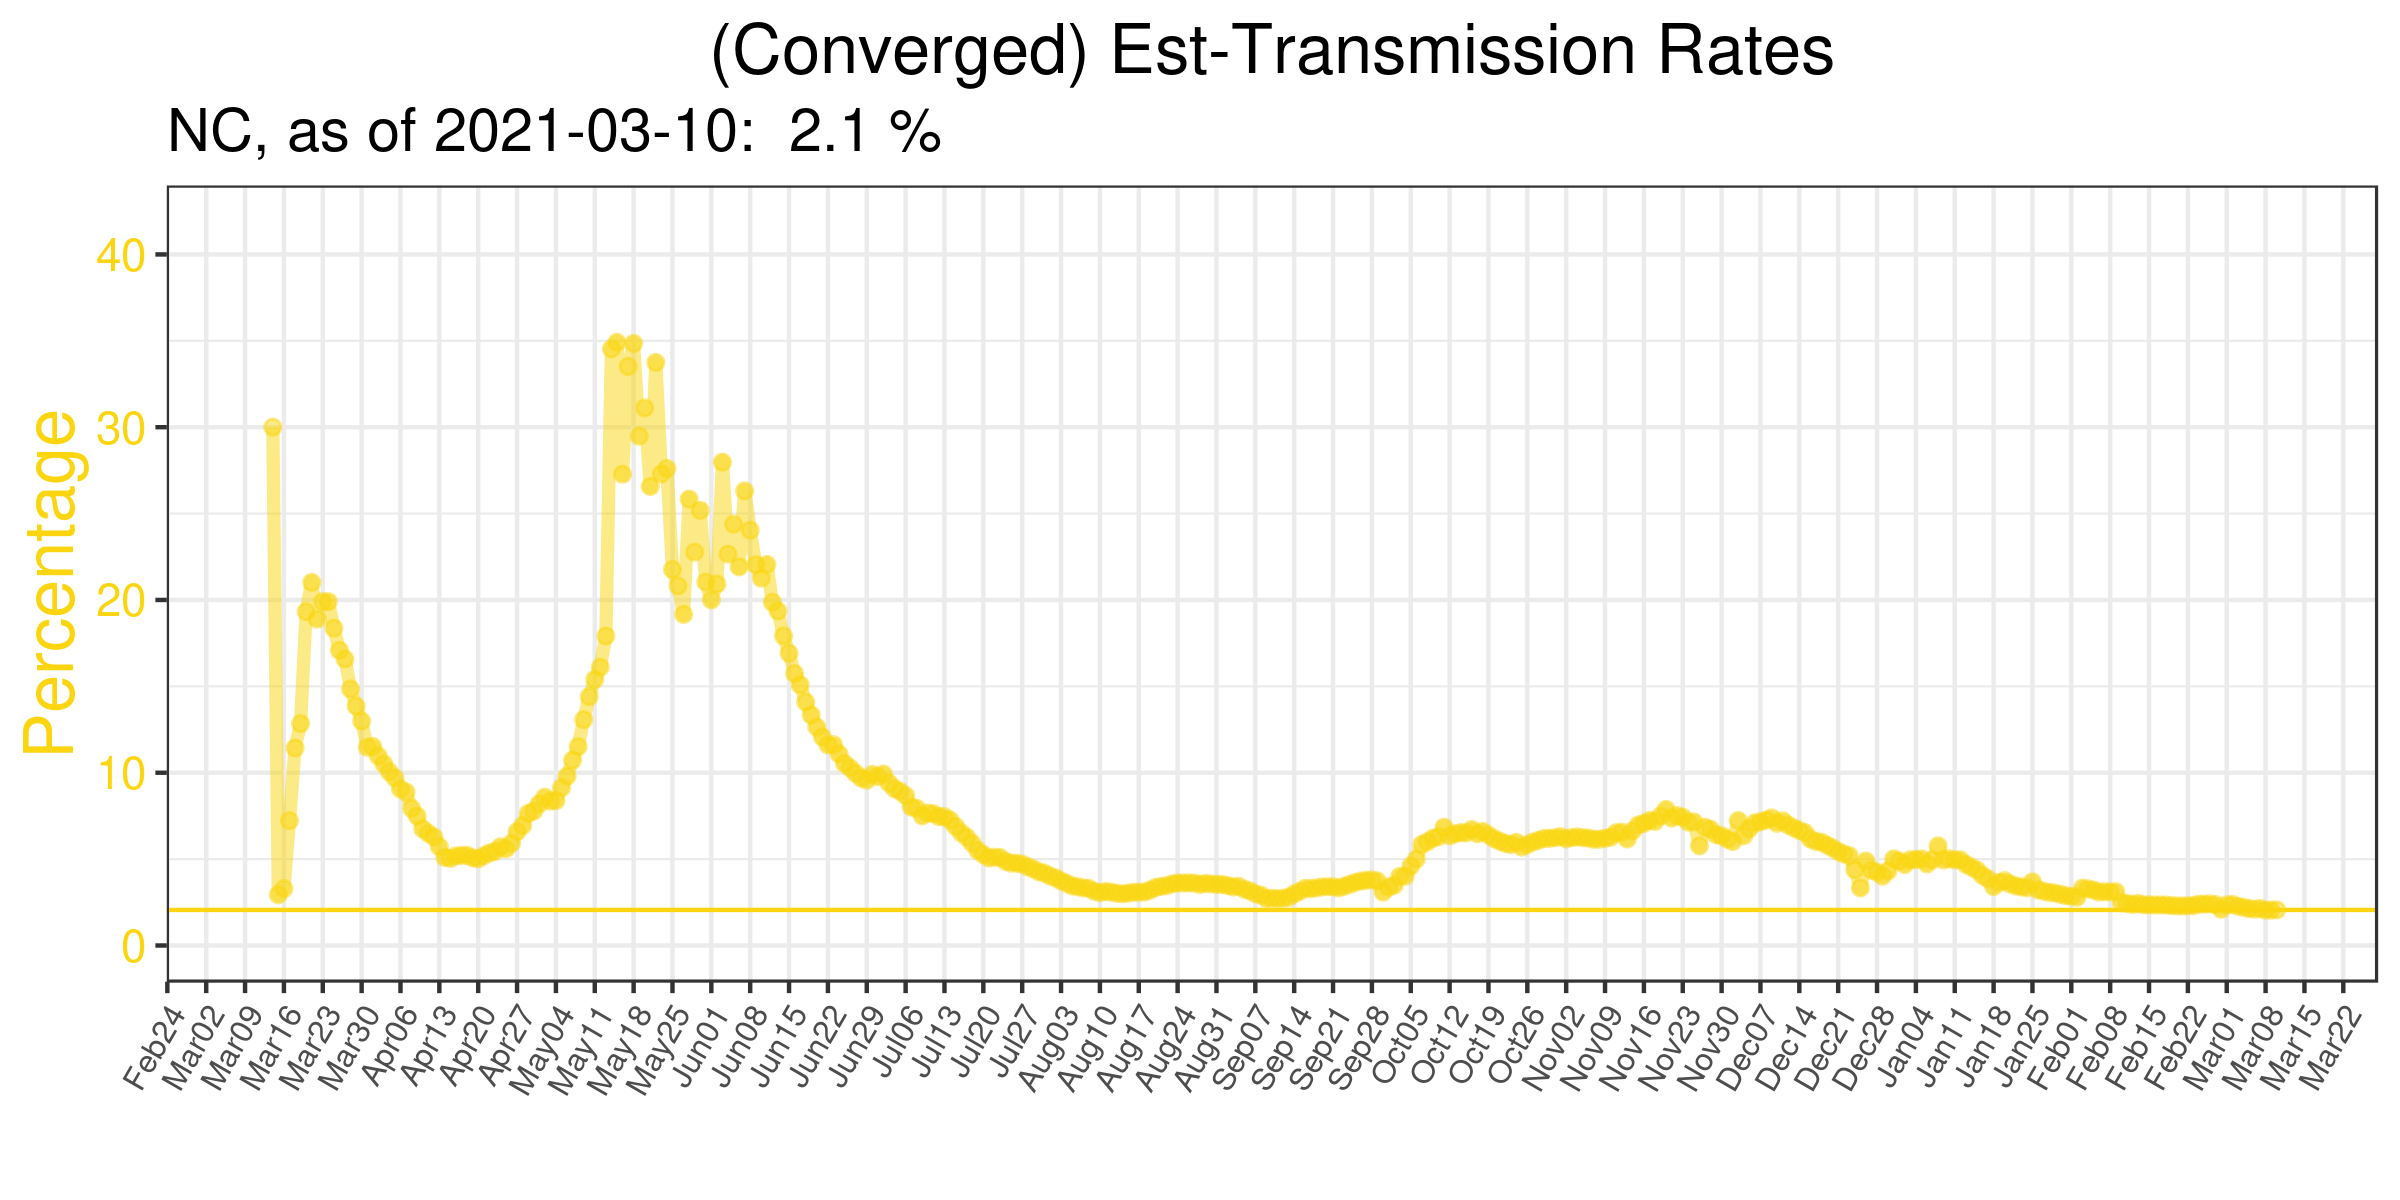 (Converged) Est-Transmission Rates
NC, as of 2021-03-10:  2.1 %
Percentage
40
30
20
10
0
Feb24
Mar02
Mar09
Mar16
Mar23
Mar30
Apr06
Apr13
Apr20
Apr27
May04
May11
May18
May25
Jun01
Jun08
Jun15
Jun22
Jun29
Jul06
Jul13
Jul20
Jul27
Aug03
Aug10
Aug17
Aug24
Aug31
Sep07
Sep14
Sep21
Sep28
Oct05
Oct12
Oct19
Oct26
Nov02
Nov09
Nov16
Nov23
Nov30
Dec07
Dec14
Dec21
Dec28
Jan04
Jan11
Jan18
Jan25
Feb01
Feb08
Feb15
Feb22
Mar01
Mar08
Mar15
Mar22